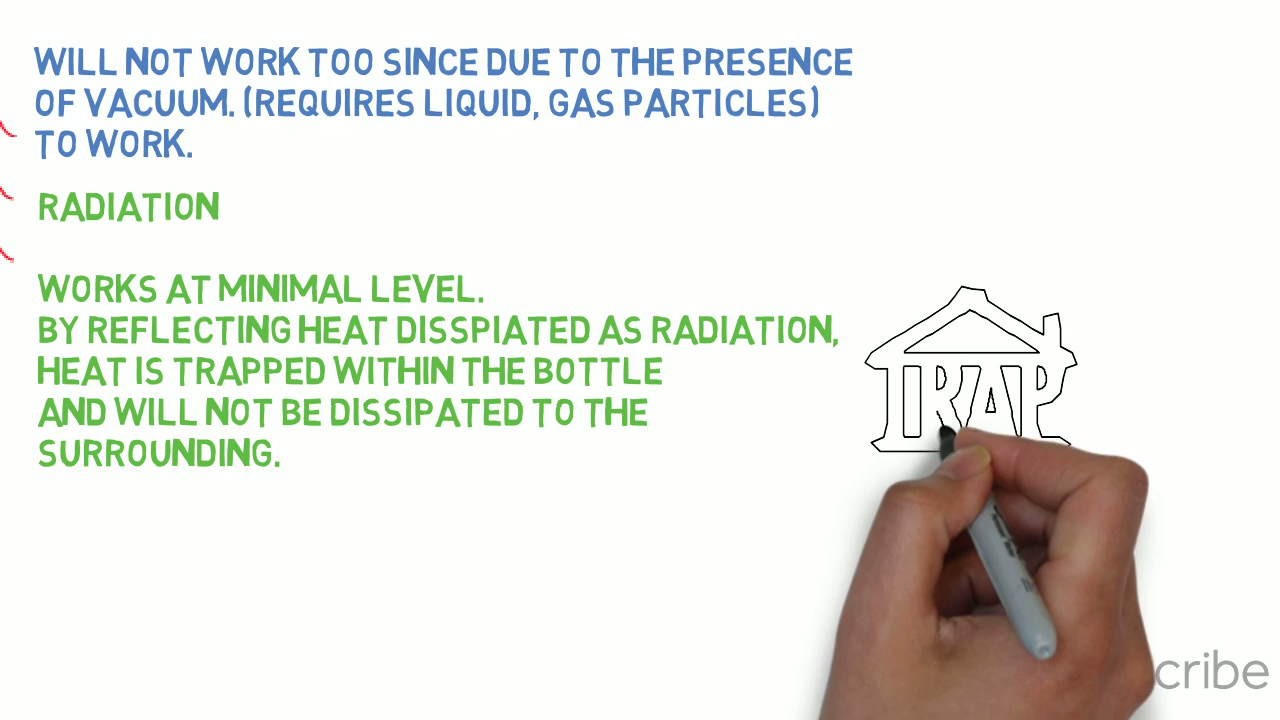 WILL NOT WORK TOO SINCE DUE TO THE PRESENCE
OF VACUUM. (REQUIRES LIQUID, GAS PARTICLES)
TO WORK.
RADIATION
WORKS AT MINIMAL LEVEL.
BY REFLECTING HEAT DISSPIATED AS RADIATION,
HEAT IS TRAPPED WITHIN THE BOTTLE
AND WILL NOT BE DISSIPATED TO THE
SURROUNDING.
TRAP
cribe